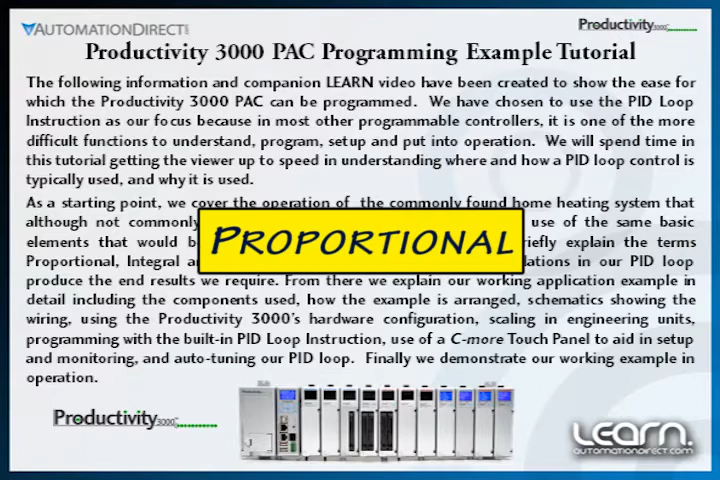 AUTOMATIONDIRECT
Productivity3000
Productivity 3000 PAC Programming Example Tutorial
The following information and companion LEARN video have been created to show the ease for
which the Productivity 3000 PAC can be programmed. We have chosen to use the PID Loop
Instruction as our focus because in most other programmable controllers, it is one of the more
difficult functions to understand, program, setup and put into operation. We will spend time in
this tutorial getting the viewer up to speed in understanding where and how a PID loop control is
typically used, and why it is used.
As a starting point, we cover the operation of the commonly found home heating system that
although not commonly use of the same basic
elements that would briefly explain the terms
PROPORTIONAL
Proportional, Integral in our PID loop
produce the end results we require. From there we explain our working application example in
detail including the components used, how the example is arranged, schematics showing the
wiring, using the Productivity 3000's hardware configuration, scaling in engineering units,
programming with the built-in PID Loop Instruction, use of a C-more Touch Panel to aid in setup
and monitoring, and auto-tuning our PID loop. Finally we demonstrate our working example in
operation.
Productivity3000
LEARN.
AUTOMATIONDIRECT.COM